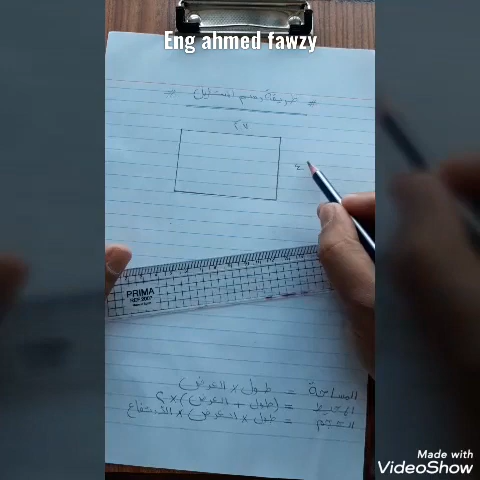 Eng ahmed fawzy
= طريقة رسم المستطيل =
٤
PRIMA
المساحة = طول × العرض
المحيط = (طول + العرض) × ٢
الحجم = طول × العرض × الارتفاع
Made with
VideoShow